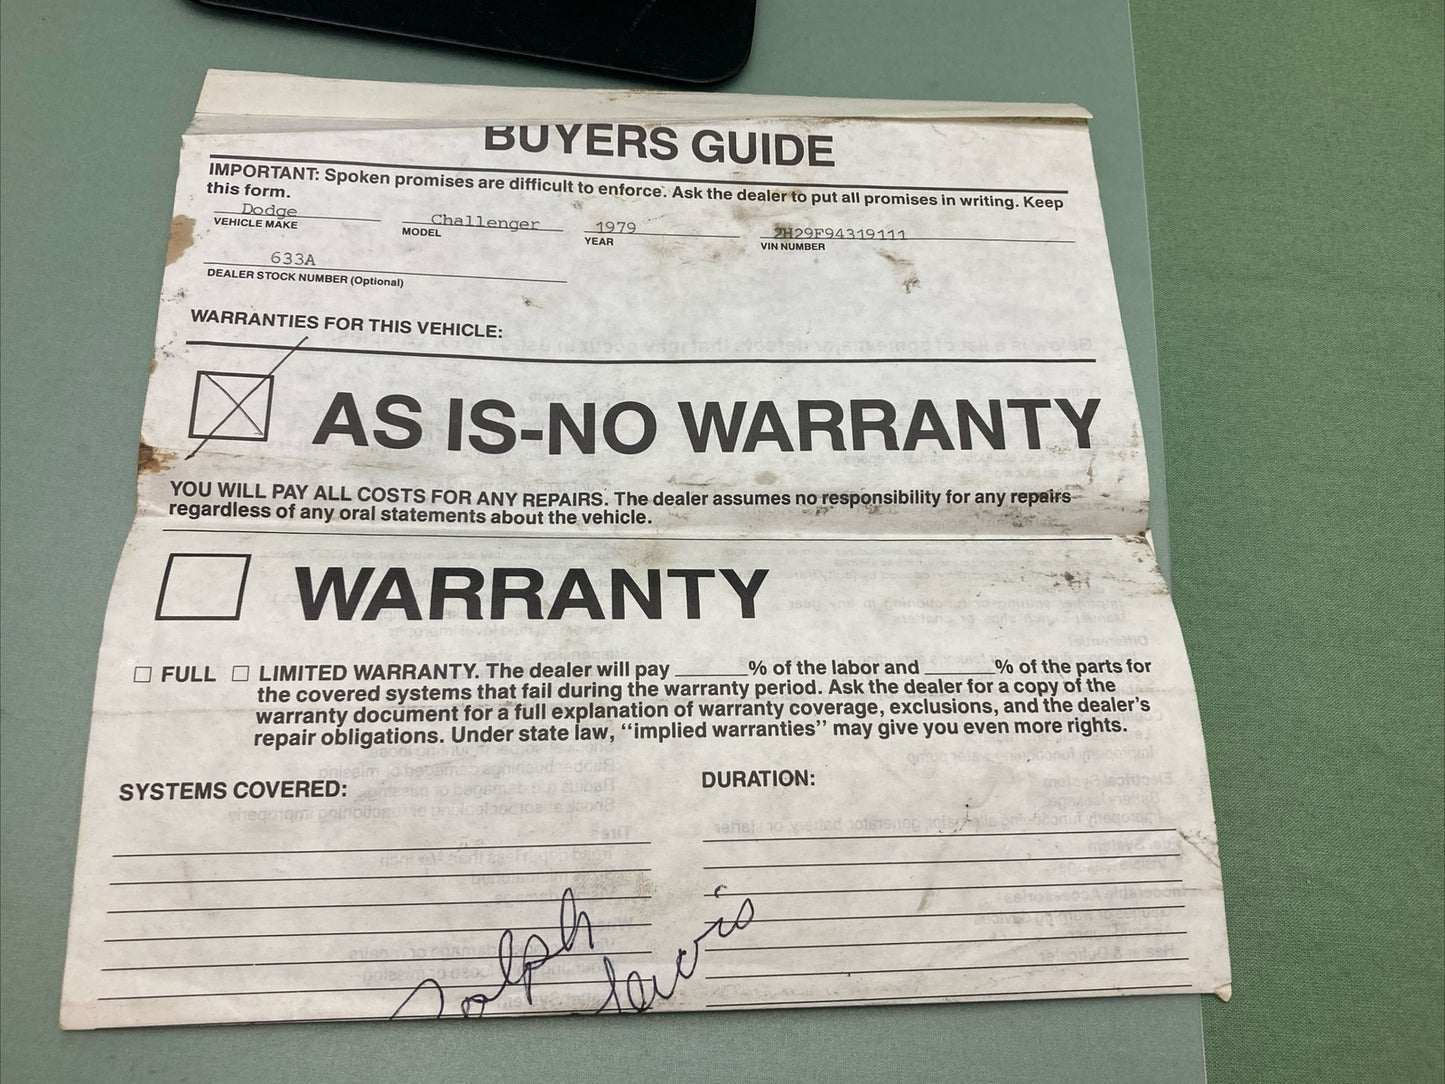 BUYERS GUIDE
IMPORTANT: Spoken promises are difficult to enforce. Ask the dealer to put all promises in writing. Keep
this form.
Dodge Challenger 1979 2H29F94319111
VEHICLE MAKE MODEL YEAR VIN NUMBER
633A
DEALER STOCK NUMBER (Optional)
WARRANTIES FOR THIS VEHICLE:
AS IS-NO WARRANTY
YOU WILL PAY ALL COSTS FOR ANY REPAIRS. The dealer assumes no responsibility for any repairs
regardless of any oral statements about the vehicle.
WARRANTY
FULL LIMITED WARRANTY. The dealer will pay ______% of the labor and ______% of the parts for
the covered systems that fail during the warranty period. Ask the dealer for a copy of the
warranty document for a full explanation of warranty coverage, exclusions, and the dealer's
repair obligations. Under state law, "implied warranties" may give you even more rights.
SYSTEMS COVERED: DURATION:
Lewis